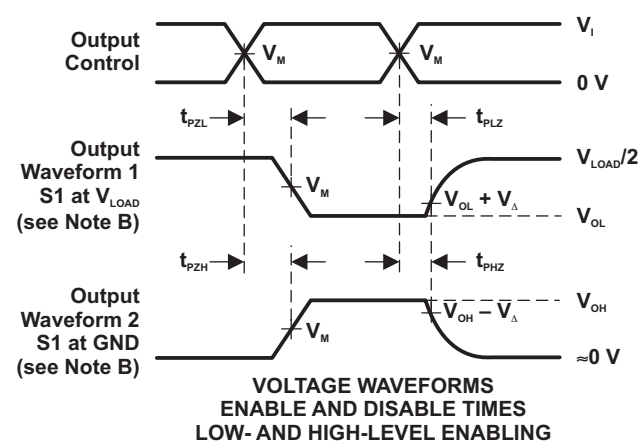 Output
Control
V_M
V_M
V_I
0 V
t_PZL
t_PLZ
Output
Waveform 1
S1 at V_LOAD
(see Note B)
V_M
V_OL + V_Δ
V_LOAD/2
V_OL
t_PZH
t_PHZ
Output
Waveform 2
S1 at GND
(see Note B)
V_M
V_OH – V_Δ
V_OH
≈0 V
VOLTAGE WAVEFORMS
ENABLE AND DISABLE TIMES
LOW- AND HIGH-LEVEL ENABLING